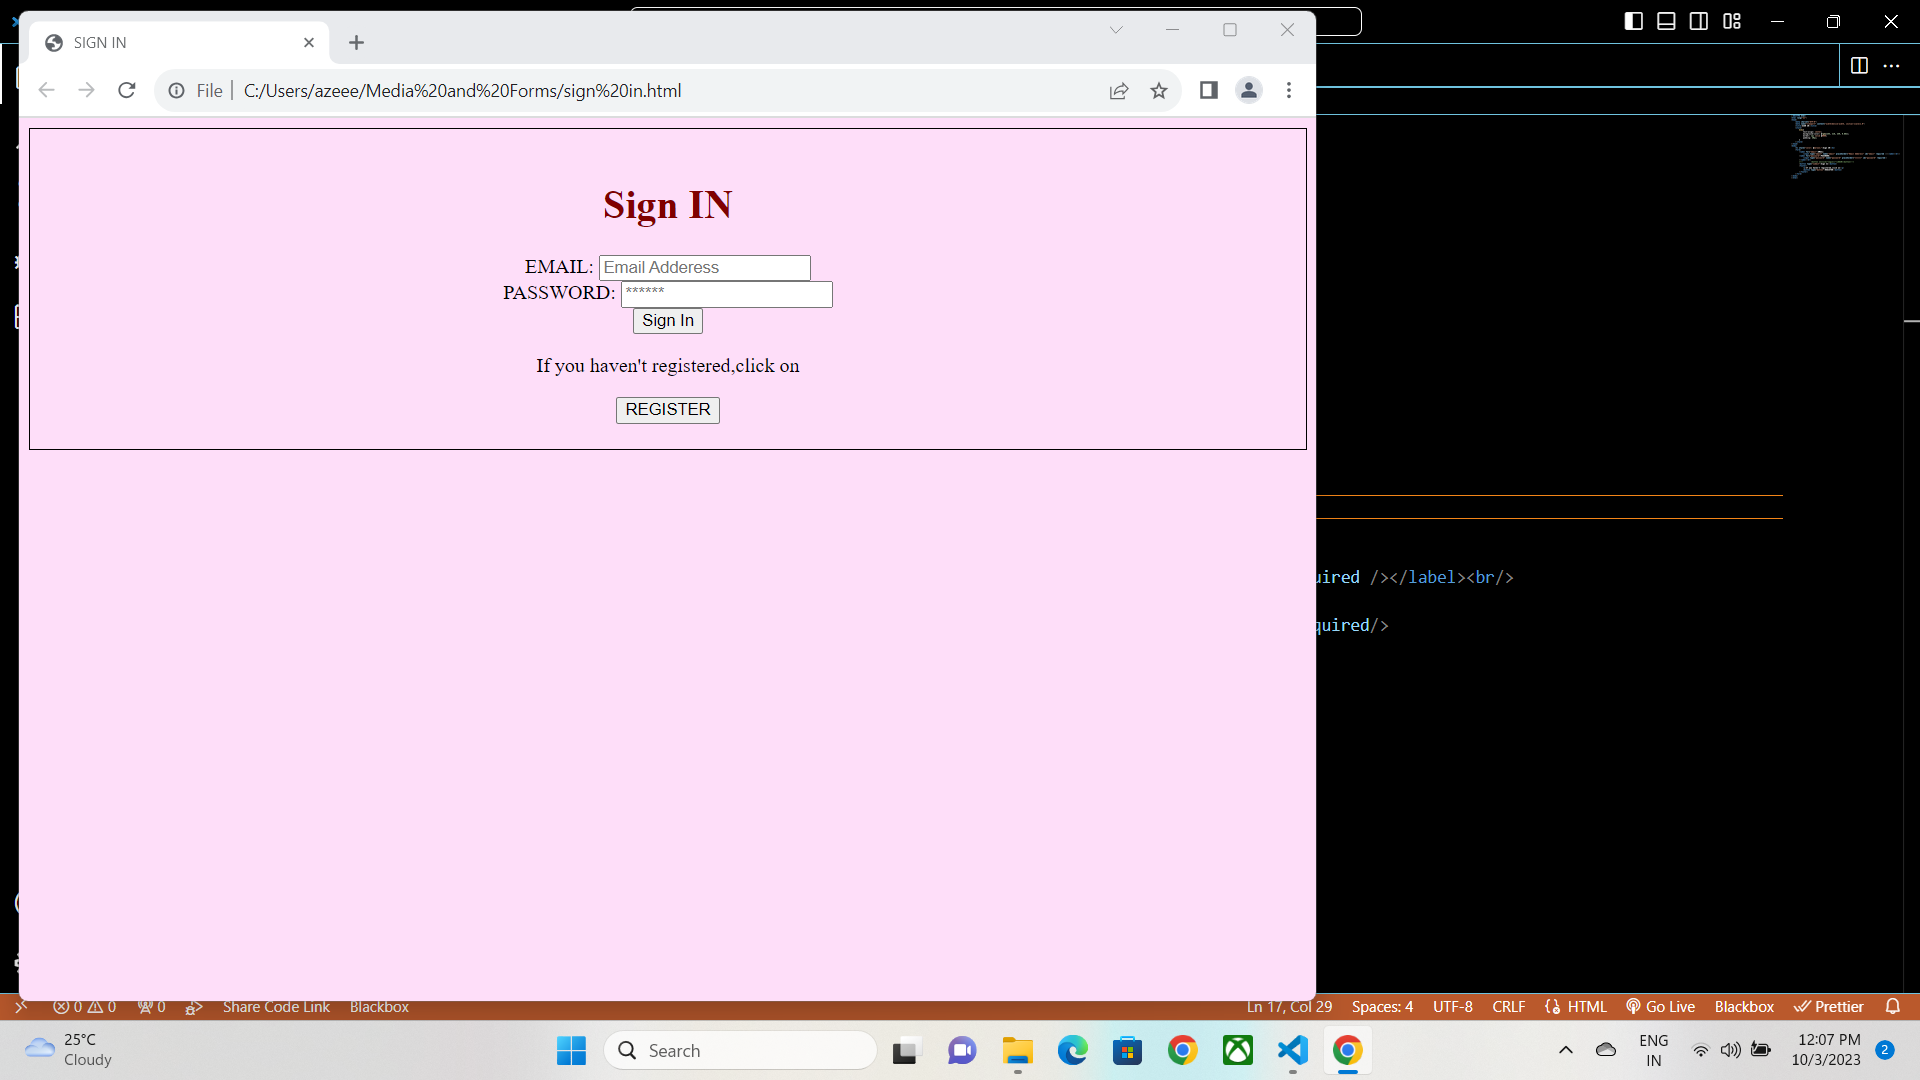 SIGN IN
File
C:/Users/azeee/Media%20and%20Forms/sign%20in.html
Sign IN
EMAIL: Email Adderess
PASSWORD: ******
Sign In
If you haven't registered,click on
REGISTER
uired /></label><br/>
quired/>
0 0 0 Share Code Link Blackbox Ln 17, Col 29 Spaces: 4 UTF-8 CRLF HTML Go Live Blackbox Prettier
25°C
Cloudy
Search
ENG
IN
12:07 PM
10/3/2023
2